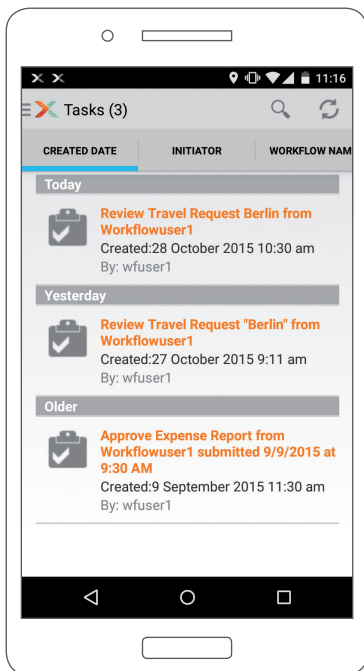 11:16
Tasks (3)
CREATED DATE INITIATOR WORKFLOW NAM
Today
Review Travel Request Berlin from
Workflowuser1
Created:28 October 2015 10:30 am
By: wfuser1
Yesterday
Review Travel Request "Berlin" from
Workflowuser1
Created:27 October 2015 9:11 am
By: wfuser1
Older
Approve Expense Report from
Workflowuser1 submitted 9/9/2015 at
9:30 AM
Created:9 September 2015 11:30 am
By: wfuser1